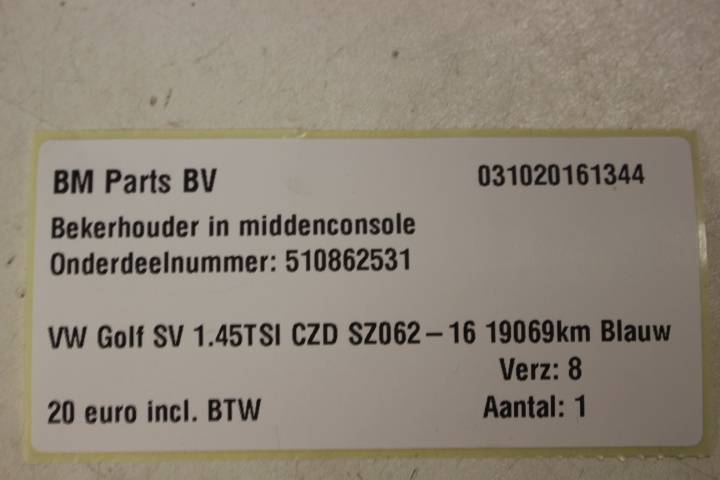 BM Parts BV 031020161344
Bekerhouder in middenconsole
Onderdeelnummer: 510862531
VW Golf SV 1.45TSI CZD SZ062-16 19069km Blauw
Verz: 8
20 euro incl. BTW Aantal: 1